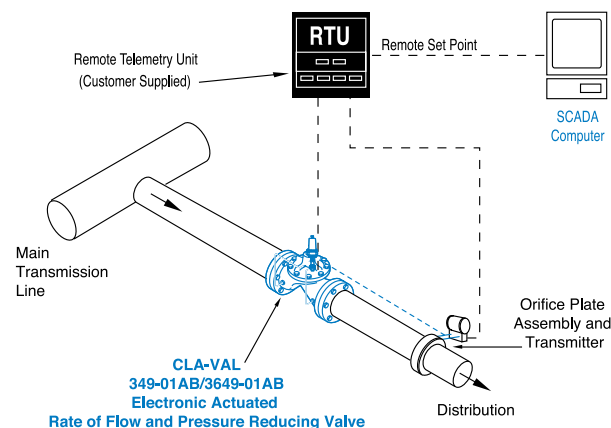 RTU
Remote Telemetry Unit
(Customer Supplied)
Remote Set Point
SCADA
Computer
Main
Transmission
Line
Orifice Plate
Assembly and
Transmitter
CLA-VAL
349-01AB/3649-01AB
Electronic Actuated
Rate of Flow and Pressure Reducing Valve
Distribution